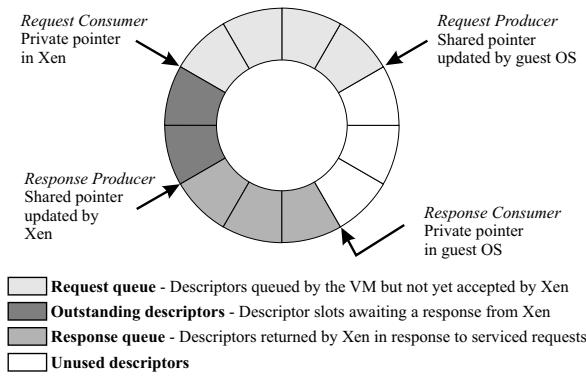 Request Consumer
Private pointer
in Xen
Request Producer
Shared pointer
updated by guest OS
Response Producer
Shared pointer
updated by
Xen
Response Consumer
Private pointer
in guest OS
Request queue - Descriptors queued by the VM but not yet accepted by Xen
Outstanding descriptors - Descriptor slots awaiting a response from Xen
Response queue - Descriptors returned by Xen in response to serviced requests
Unused descriptors